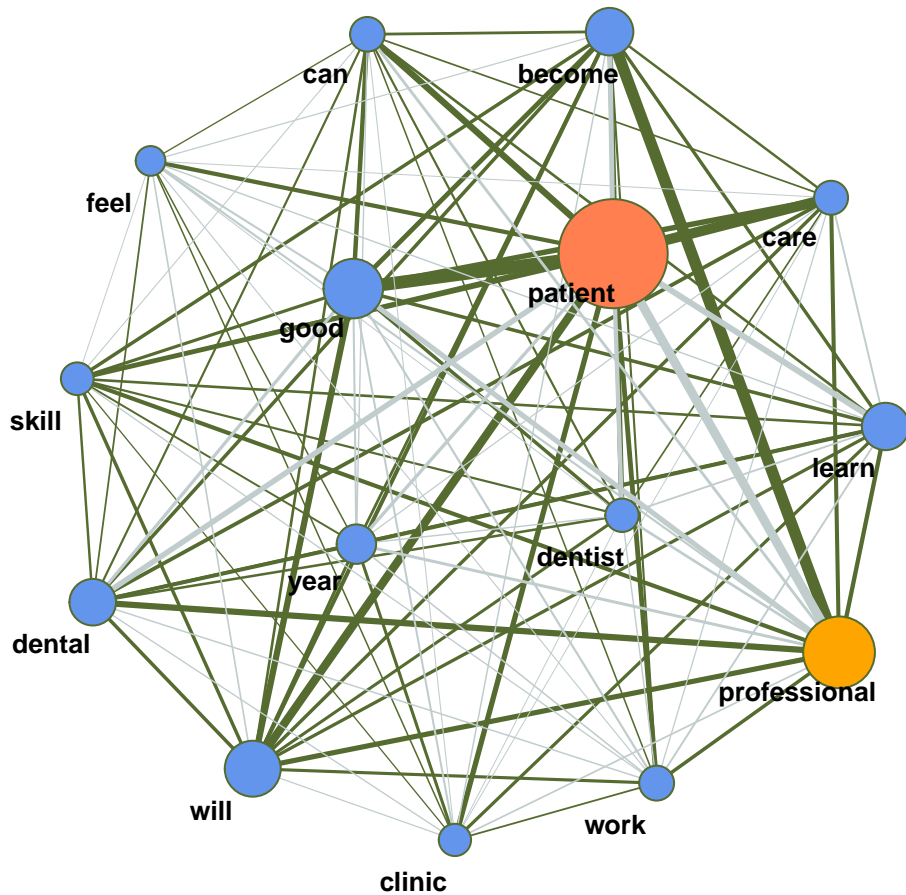 can
become
feel
care
patient
good
skill
learn
dentist
year
dental
professional
will
work
clinic